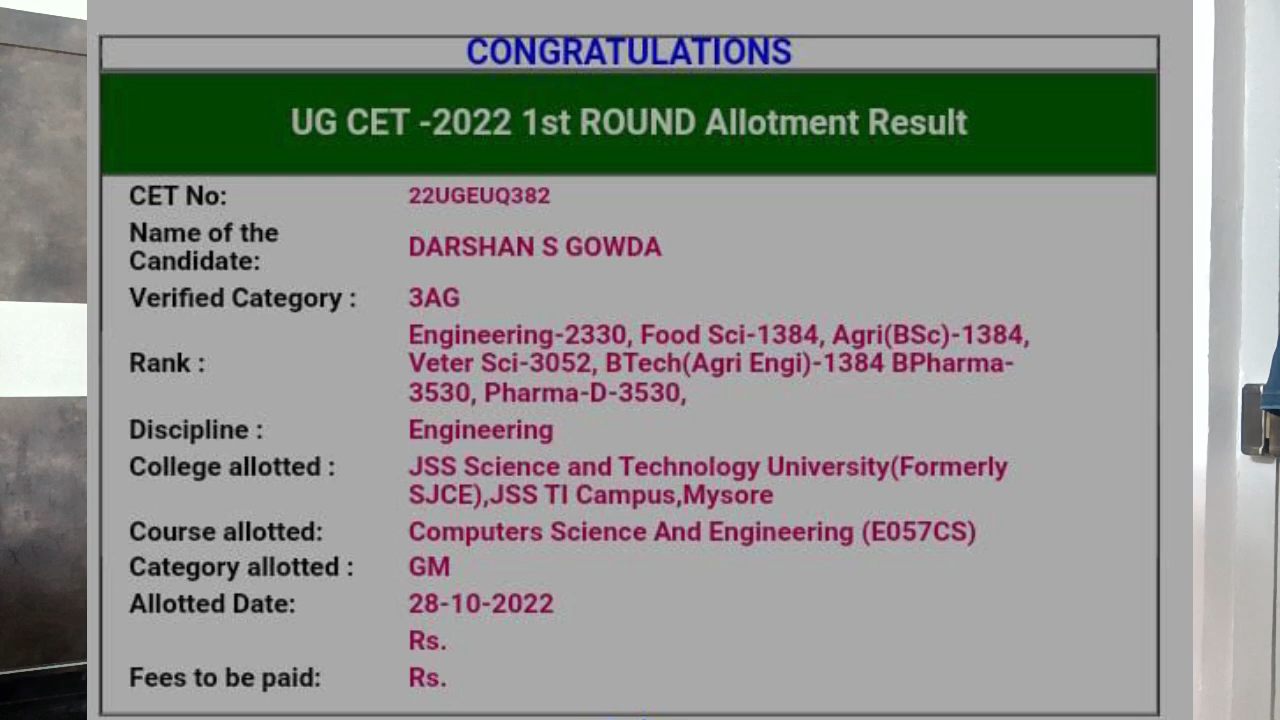 CONGRATULATIONS
UG CET -2022 1st ROUND Allotment Result
CET No: 22UGEUQ382
Name of the
Candidate: DARSHAN S GOWDA
Verified Category : 3AG
Rank : Engineering-2330, Food Sci-1384, Agri(BSc)-1384,
Veter Sci-3052, BTech(Agri Engi)-1384 BPharma-
3530, Pharma-D-3530,
Discipline : Engineering
College allotted : JSS Science and Technology University(Formerly
SJCE),JSS TI Campus,Mysore
Course allotted: Computers Science And Engineering (E057CS)
Category allotted : GM
Allotted Date: 28-10-2022
Rs.
Fees to be paid: Rs.